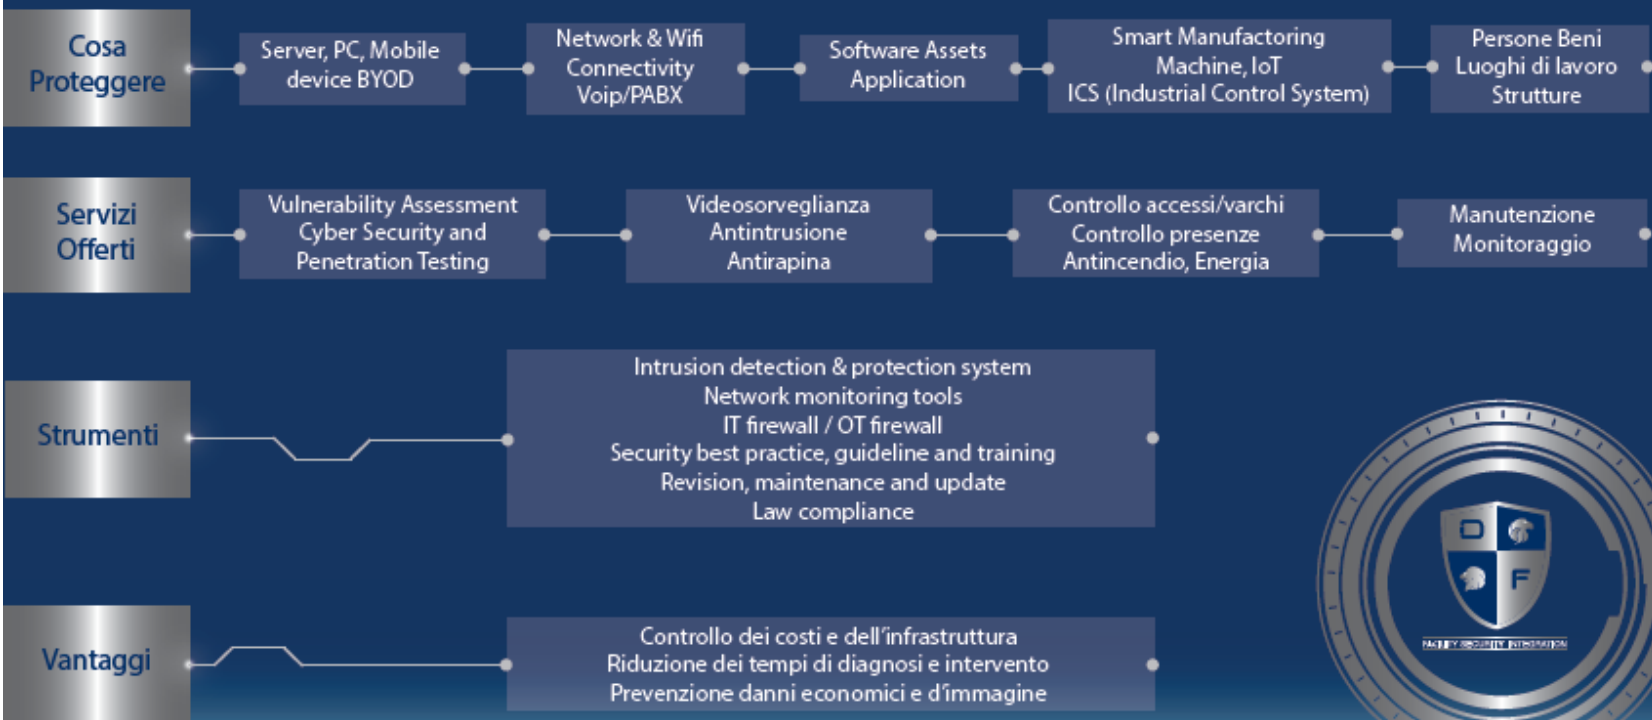 Cosa
Proteggere
Server, PC, Mobile
device BYOD
Network & Wifi
Connectivity
Voip/PABX
Software Assets
Application
Smart Manufactoring
Machine, IoT
ICS (Industrial Control System)
Persone Beni
Luoghi di lavoro
Strutture
Servizi
Offerti
Vulnerability Assessment
Cyber Security and
Penetration Testing
Videosorveglianza
Antintrusione
Antirapina
Controllo accessi/varchi
Controllo presenze
Antincendio, Energia
Manutenzione
Monitoraggio
Strumenti
Intrusion detection & protection system
Network monitoring tools
IT firewall / OT firewall
Security best practice, guideline and training
Revision, maintenance and update
Law compliance
D
F
FACILITY SECURITY INTEGRATION
Vantaggi
Controllo dei costi e dell'infrastruttura
Riduzione dei tempi di diagnosi e intervento
Prevenzione danni economici e d'immagine